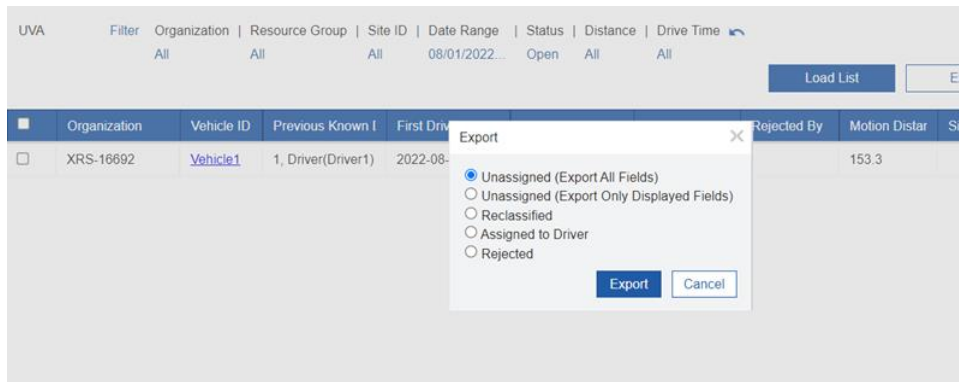 UVA Filter Organization | Resource Group | Site ID | Date Range | Status | Distance | Drive Time
All All All 08/01/2022... Open All All
Load List
Organization Vehicle ID Previous Known First Driv Rejected By Motion Distar
XRS-16692 Vehicle1 1, Driver(Driver1) 2022-08- 153.3
Export
Unassigned (Export All Fields)
Unassigned (Export Only Displayed Fields)
Reclassified
Assigned to Driver
Rejected
Export Cancel